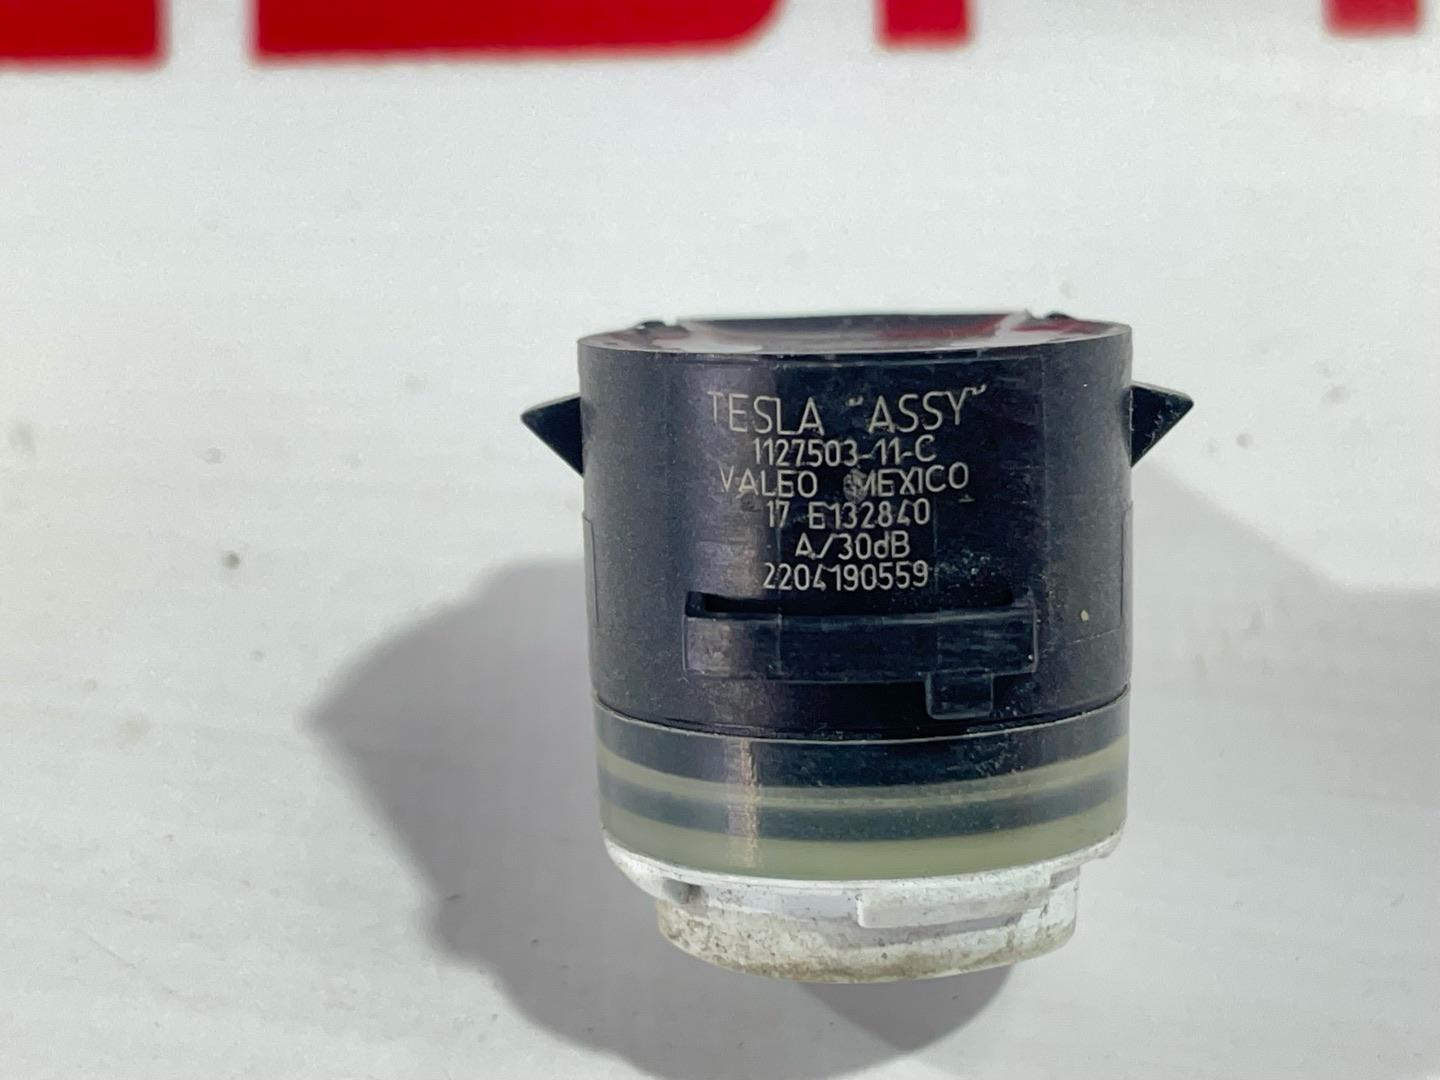 TESLA "ASSY"
1127503-11-C
VALEO MEXICO
17 E132840
A/30dB
2204190559